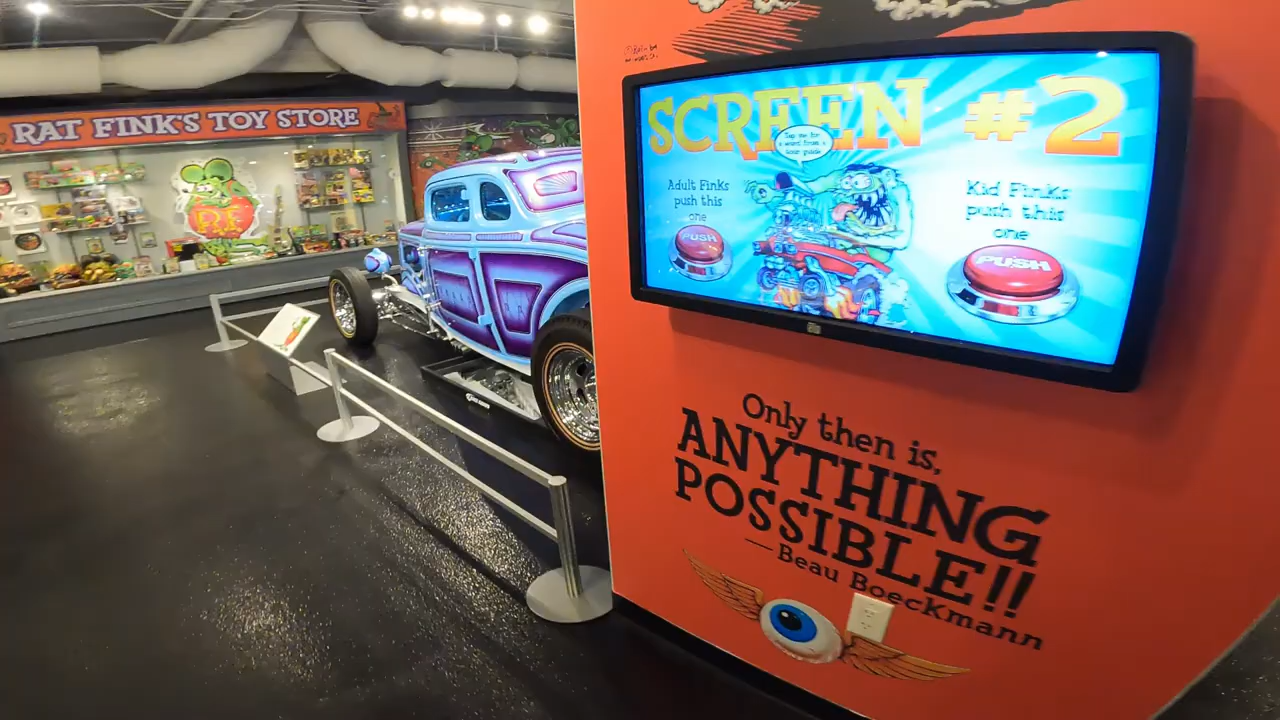 RAT FINK'S TOY STORE
R.F.
SCREEN #2
Tap me for
a word from a
tour guide
Adult Finks
push this
one
PUSH
Kid Finks
push this
one
PUSH
Only then is,
ANYTHING
POSSIBLE!!
— Beau Boeckmann